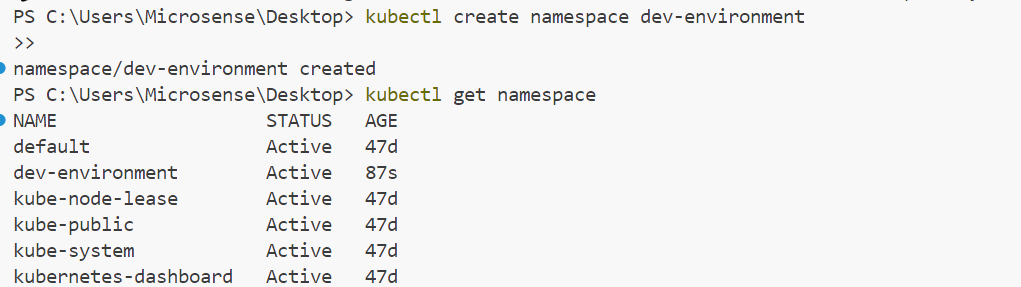 PS C:\Users\Microsense\Desktop> kubectl create namespace dev-environment
>>
namespace/dev-environment created
PS C:\Users\Microsense\Desktop> kubectl get namespace
NAME                   STATUS   AGE
default                Active   47d
dev-environment        Active   87s
kube-node-lease        Active   47d
kube-public            Active   47d
kube-system            Active   47d
kubernetes-dashboard   Active   47d